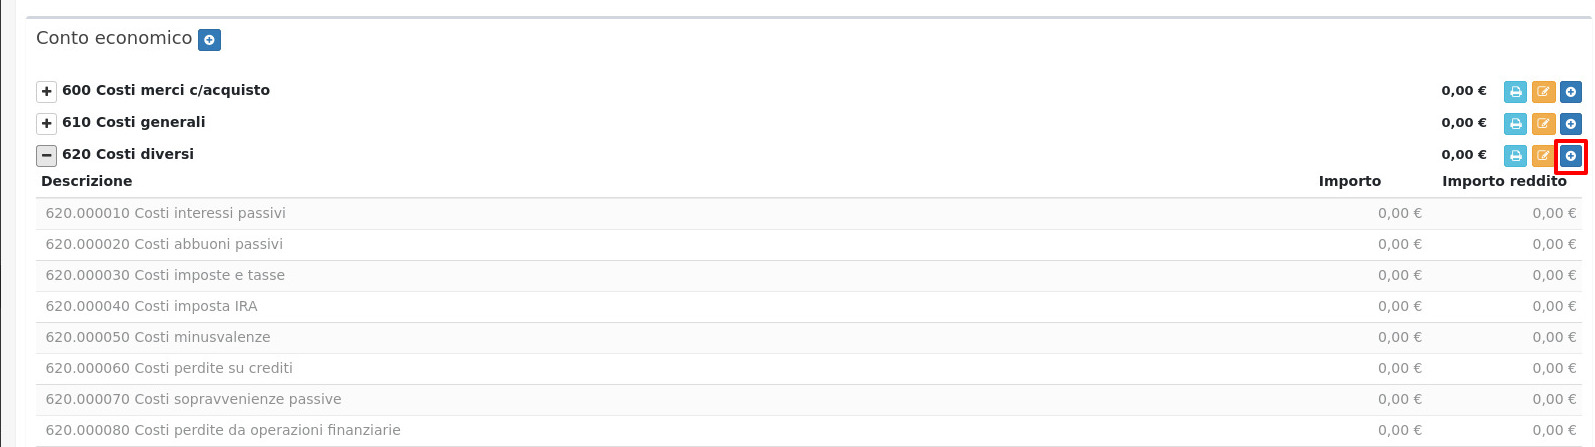 Conto economico
600 Costi merci c/acquisto 0,00 €
610 Costi generali 0,00 €
620 Costi diversi 0,00 €
Descrizione Importo Importo reddito
620.000010 Costi interessi passivi 0,00 € 0,00 €
620.000020 Costi abbuoni passivi 0,00 € 0,00 €
620.000030 Costi imposte e tasse 0,00 € 0,00 €
620.000040 Costi imposta IRA 0,00 € 0,00 €
620.000050 Costi minusvalenze 0,00 € 0,00 €
620.000060 Costi perdite su crediti 0,00 € 0,00 €
620.000070 Costi sopravvenienze passive 0,00 € 0,00 €
620.000080 Costi perdite da operazioni finanziarie 0,00 € 0,00 €